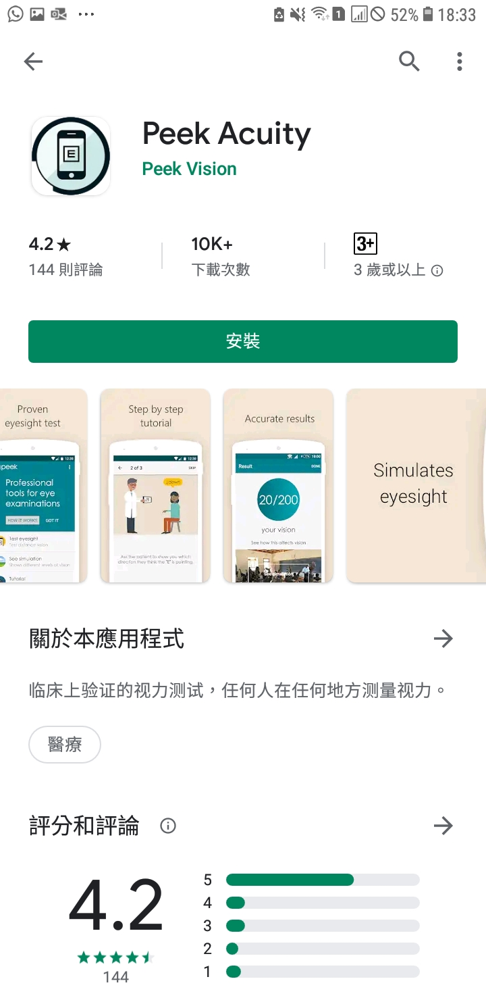 52% 18:33
Peek Acuity
Peek Vision
4.2★
144 則評論
10K+
下載次數
3+
3 歲或以上
安裝
Proven
eyesight test
peek
Professional
tools for eye
examinations
HOW IT WORKS GOT IT
Test eyesight
Test distance vision
See simulation
Shows different levels of vision
Tutorial
Step by step
tutorial
12:30
2 of 3 SKIP
down
Ask the patient to show you which
direction they think the "E" is pointing.
Accurate results
Result DONE
20/200
your vision
See how this affects vision
See simulation
Simulates
eyesight
關於本應用程式
临床上验证的视力测试，任何人在任何地方测量视力。
醫療
評分和評論
4.2
144
5
4
3
2
1